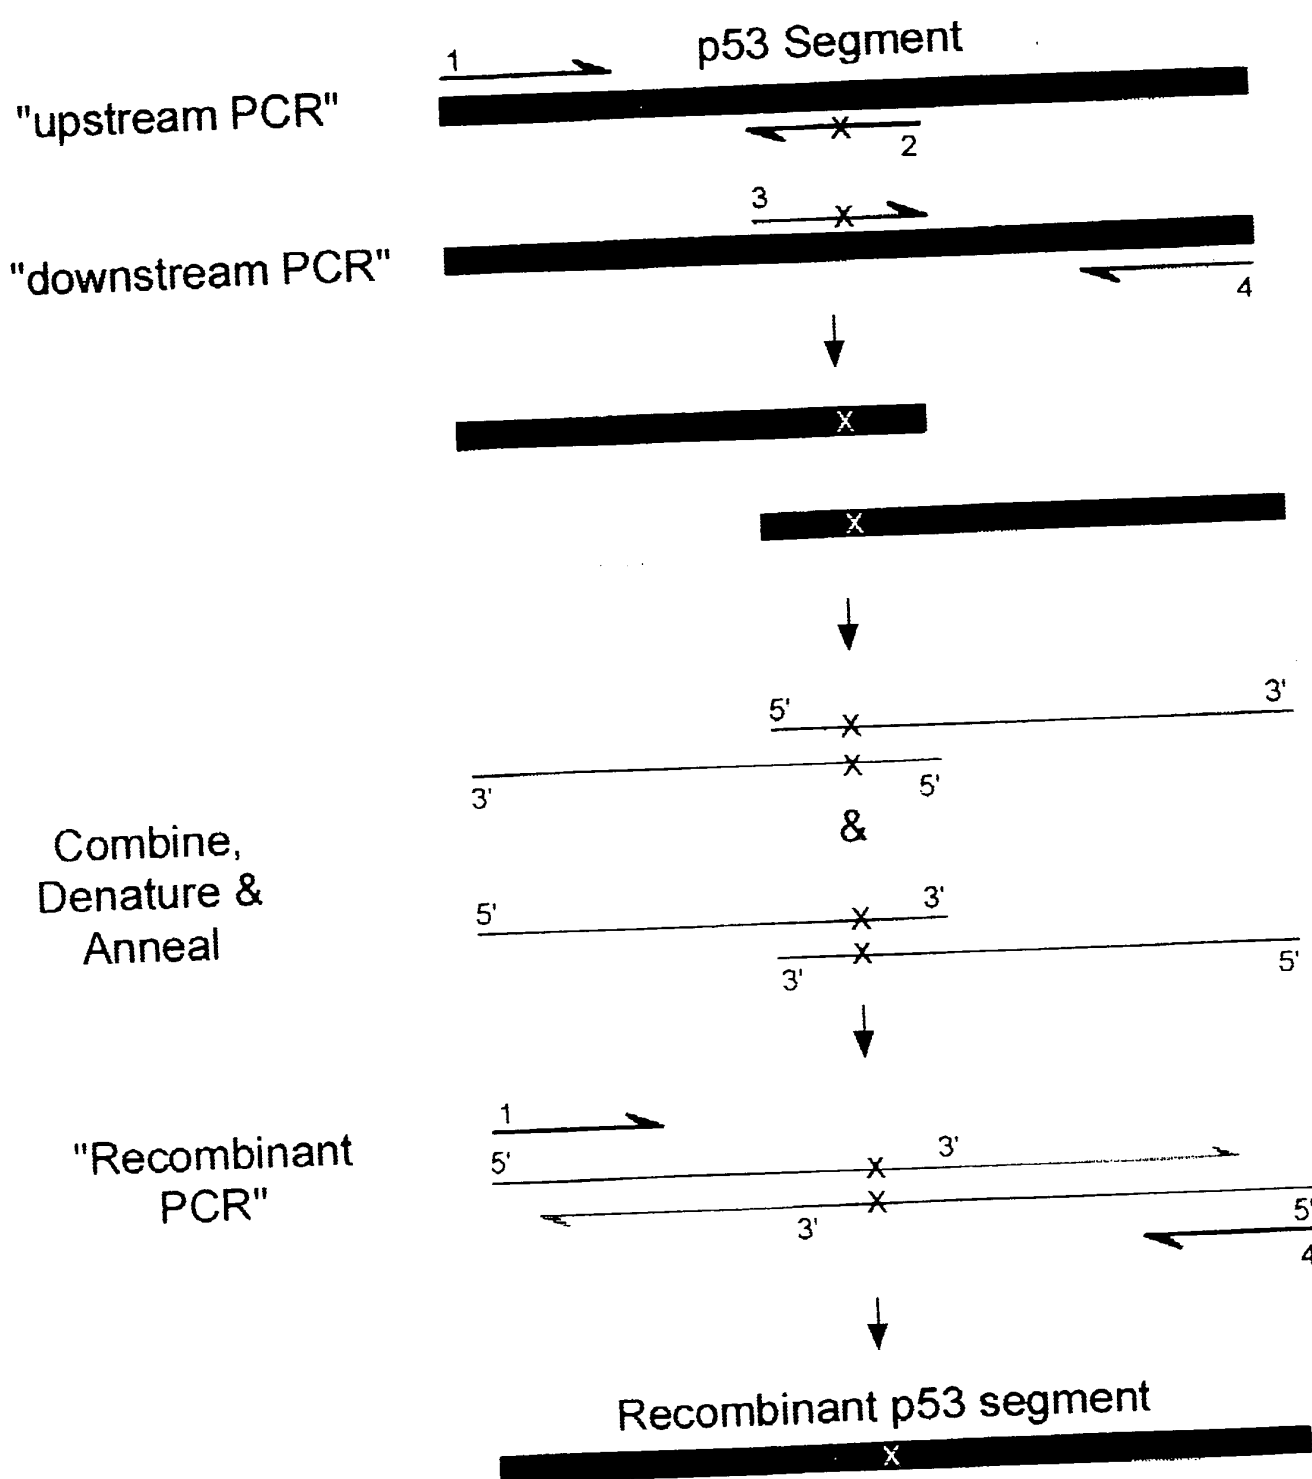 p53 Segment
1
"upstream PCR"
X
2
3
X
"downstream PCR"
4
X
X
5'
X
3'
X
3'
5'
&
Combine,
Denature &
Anneal
5'
X
3'
X
3'
5'
1
"Recombinant
PCR"
5'
X
3'
X
3'
5'
4
Recombinant p53 segment
X